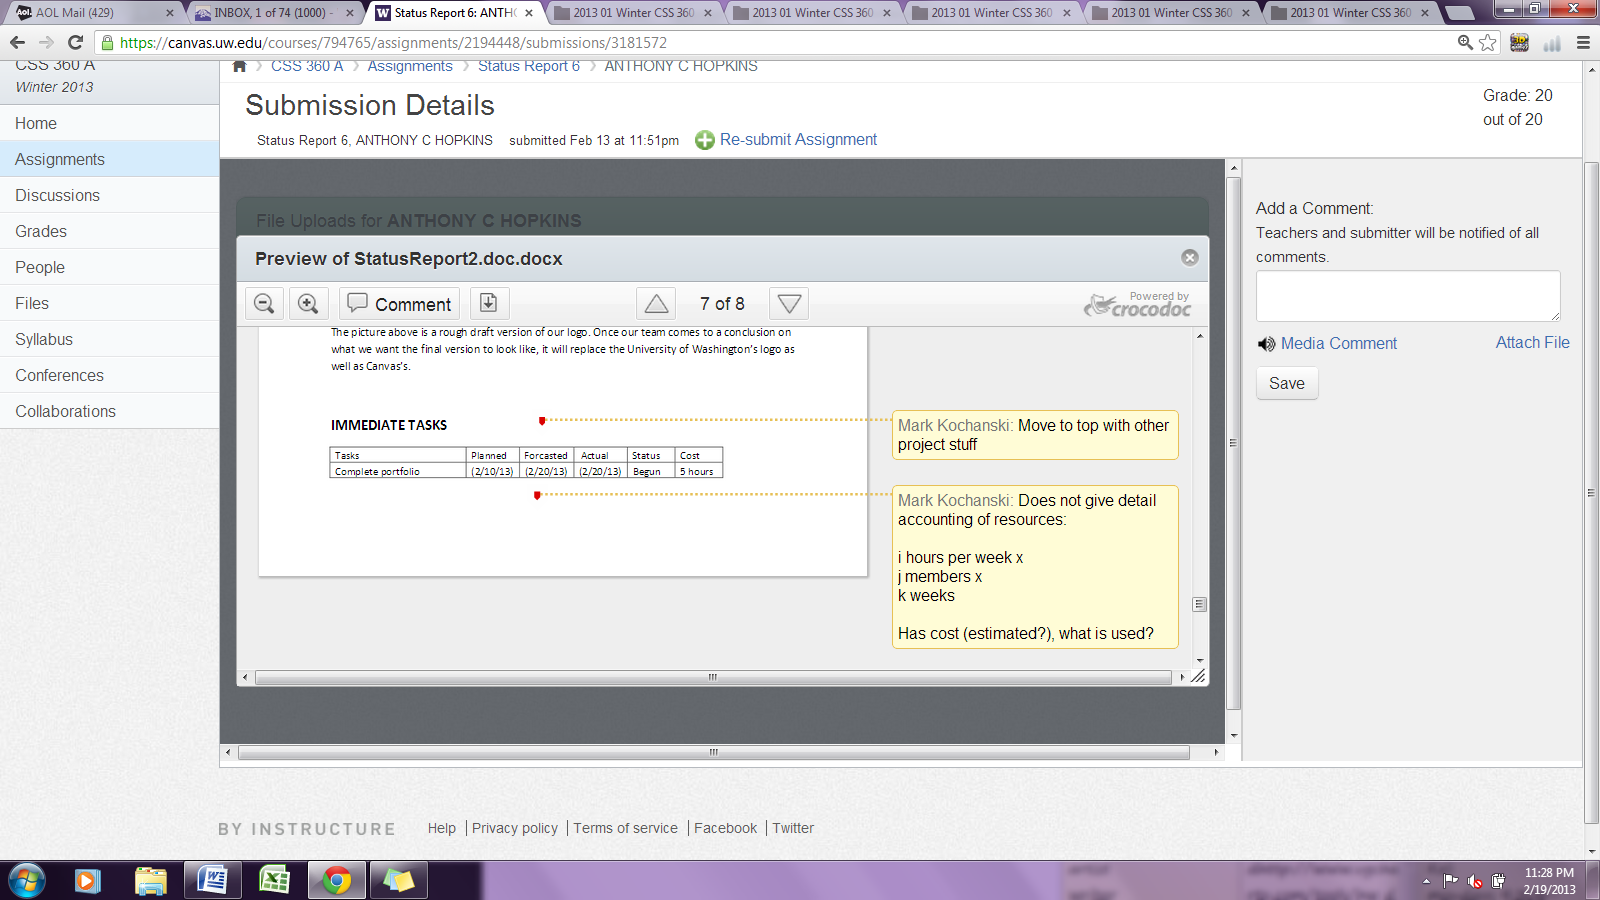 AOL Mail (429)
INBOX, 1 of 74 (1000) -
Status Report 6: ANTH
2013 01 Winter CSS 360
2013 01 Winter CSS 360
2013 01 Winter CSS 360
2013 01 Winter CSS 360
2013 01 Winter CSS 360
https://canvas.uw.edu/courses/794765/assignments/2194448/submissions/3181572
CSS 360 A
Winter 2013
Home
Assignments
Discussions
Grades
People
Files
Syllabus
Conferences
Collaborations
CSS 360 A > Assignments > Status Report 6 > ANTHONY C HOPKINS
Submission Details
Status Report 6, ANTHONY C HOPKINS submitted Feb 13 at 11:51pm
Re-submit Assignment
Grade: 20
out of 20
File Uploads for ANTHONY C HOPKINS
Preview of StatusReport2.doc.docx
Comment
7 of 8
Powered by
crocodoc
The picture above is a rough draft version of our logo. Once our team comes to a conclusion on
what we want the final version to look like, it will replace the University of Washington's logo as
well as Canvas's.
IMMEDIATE TASKS
Tasks Planned Forcasted Actual Status Cost
Complete portfolio (2/10/13) (2/20/13) (2/20/13) Begun 5 hours
Mark Kochanski: Move to top with other
project stuff
Mark Kochanski: Does not give detail
accounting of resources:
i hours per week x
j members x
k weeks
Has cost (estimated?), what is used?
Add a Comment:
Teachers and submitter will be notified of all
comments.
Media Comment
Attach File
Save
BY INSTRUCTURE
Help | Privacy policy | Terms of service | Facebook | Twitter
11:28 PM
2/19/2013